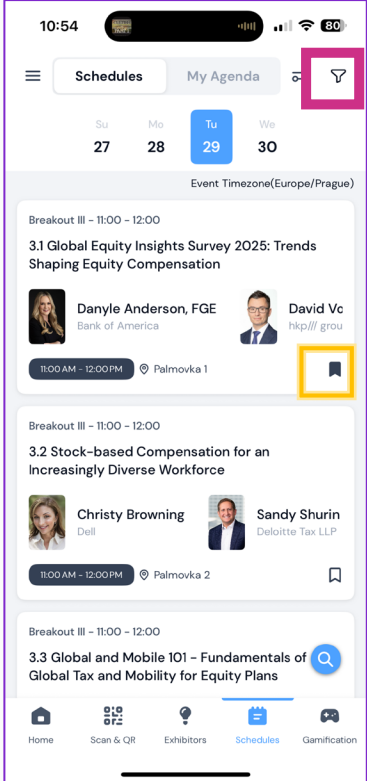 10:54
80
Schedules
My Agenda
Su
Mo
Tu
We
27
28
29
30
Event Timezone(Europe/Prague)
Breakout III - 11:00 - 12:00
3.1 Global Equity Insights Survey 2025: Trends
Shaping Equity Compensation
Danyle Anderson, FGE
Bank of America
David Vo
hkp/// grou
11:00 AM - 12:00 PM
Palmovka 1
Breakout III - 11:00 - 12:00
3.2 Stock-based Compensation for an
Increasingly Diverse Workforce
Christy Browning
Dell
Sandy Shurin
Deloitte Tax LLP
11:00 AM - 12:00 PM
Palmovka 2
Breakout III - 11:00 - 12:00
3.3 Global and Mobile 101 - Fundamentals of
Global Tax and Mobility for Equity Plans
Home
Scan & QR
Exhibitors
Schedules
Gamification